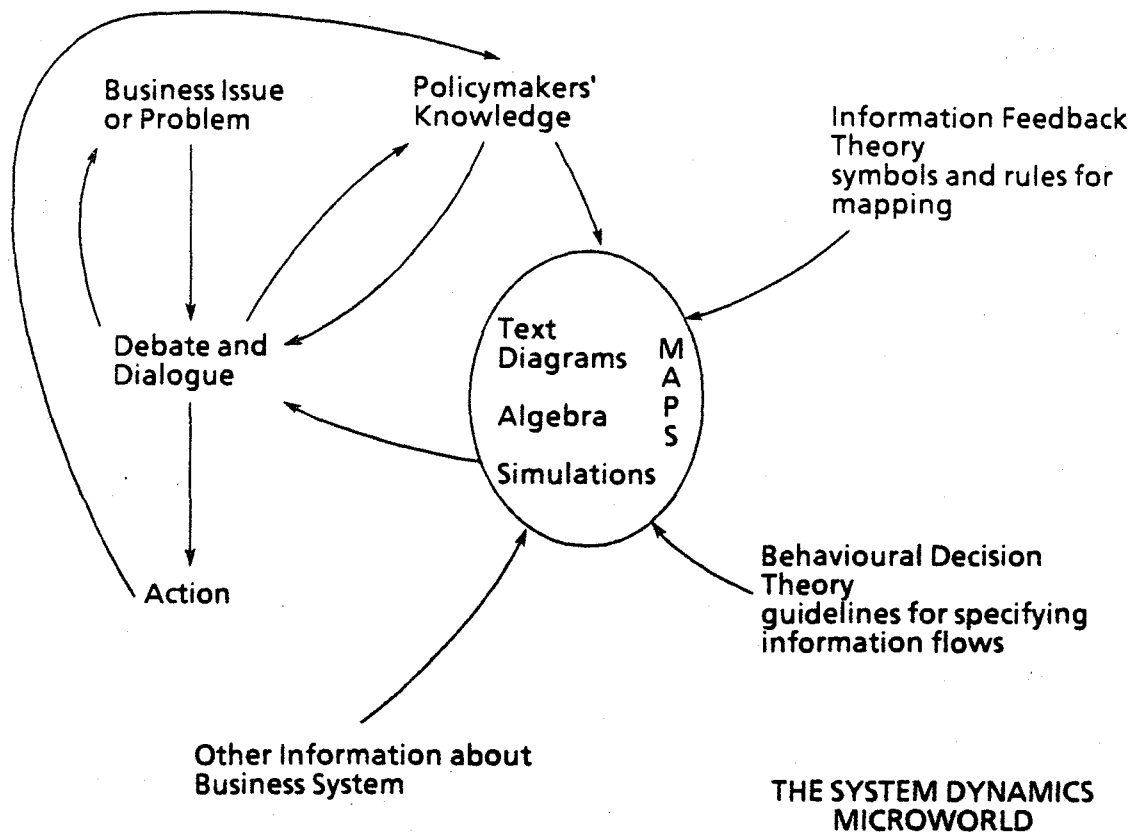 Business Issue
or Problem
Policymakers'
Knowledge
Information Feedback
Theory
symbols and rules for
mapping
Debate and
Dialogue
Text
Diagrams
Algebra
Simulations
MAPS
Action
Behavioural Decision
Theory
guidelines for specifying
information flows
Other Information about
Business System
THE SYSTEM DYNAMICS
MICROWORLD